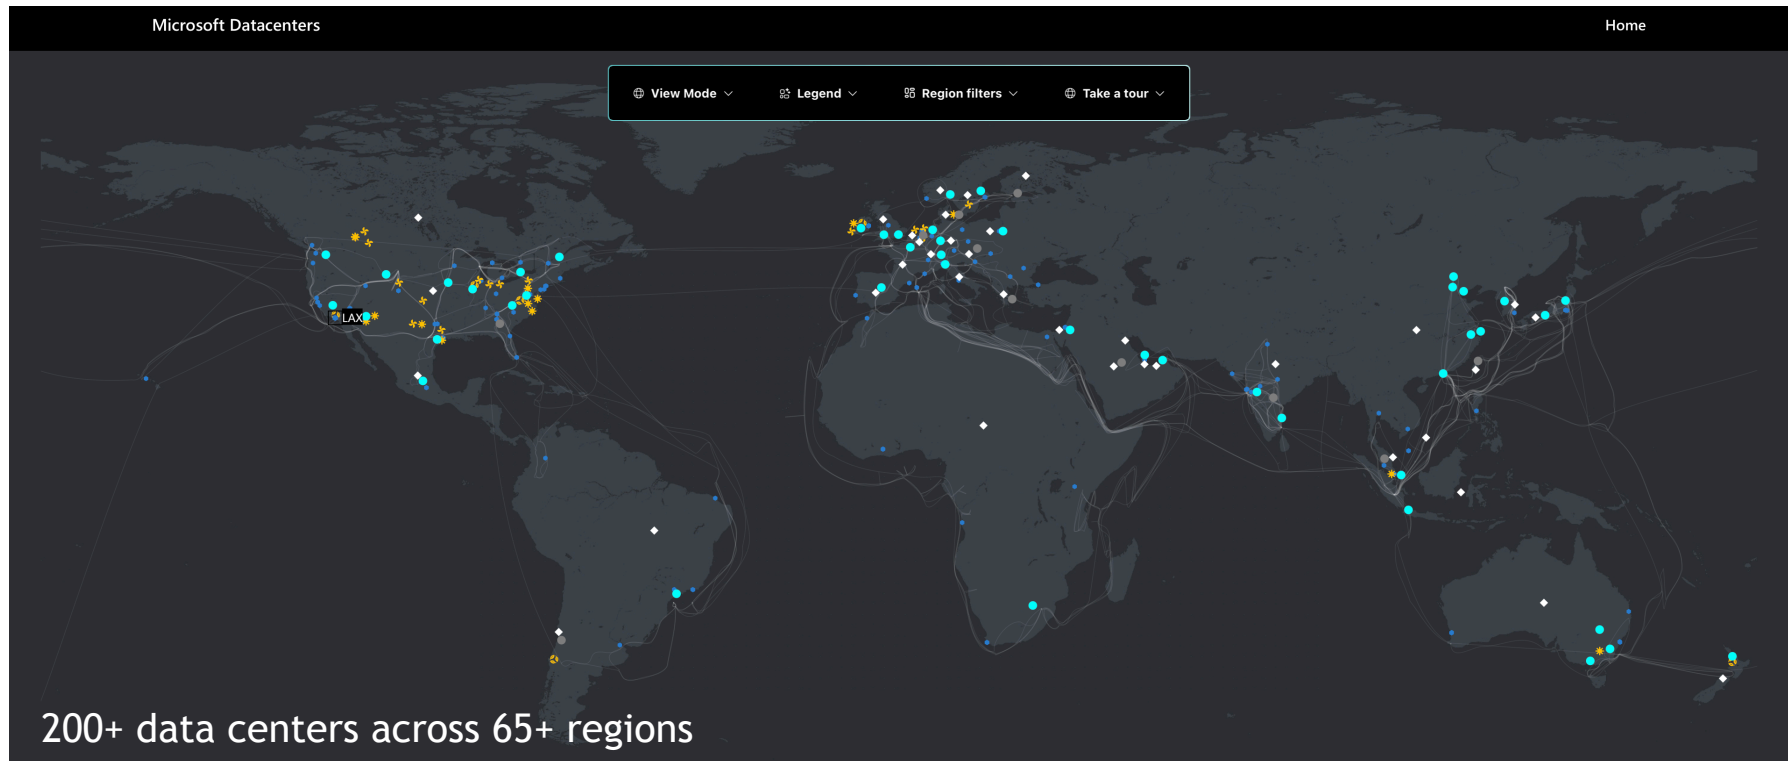 Microsoft Datacenters
Home
View Mode
Legend
Region filters
Take a tour
LAX
200+ data centers across 65+ regions